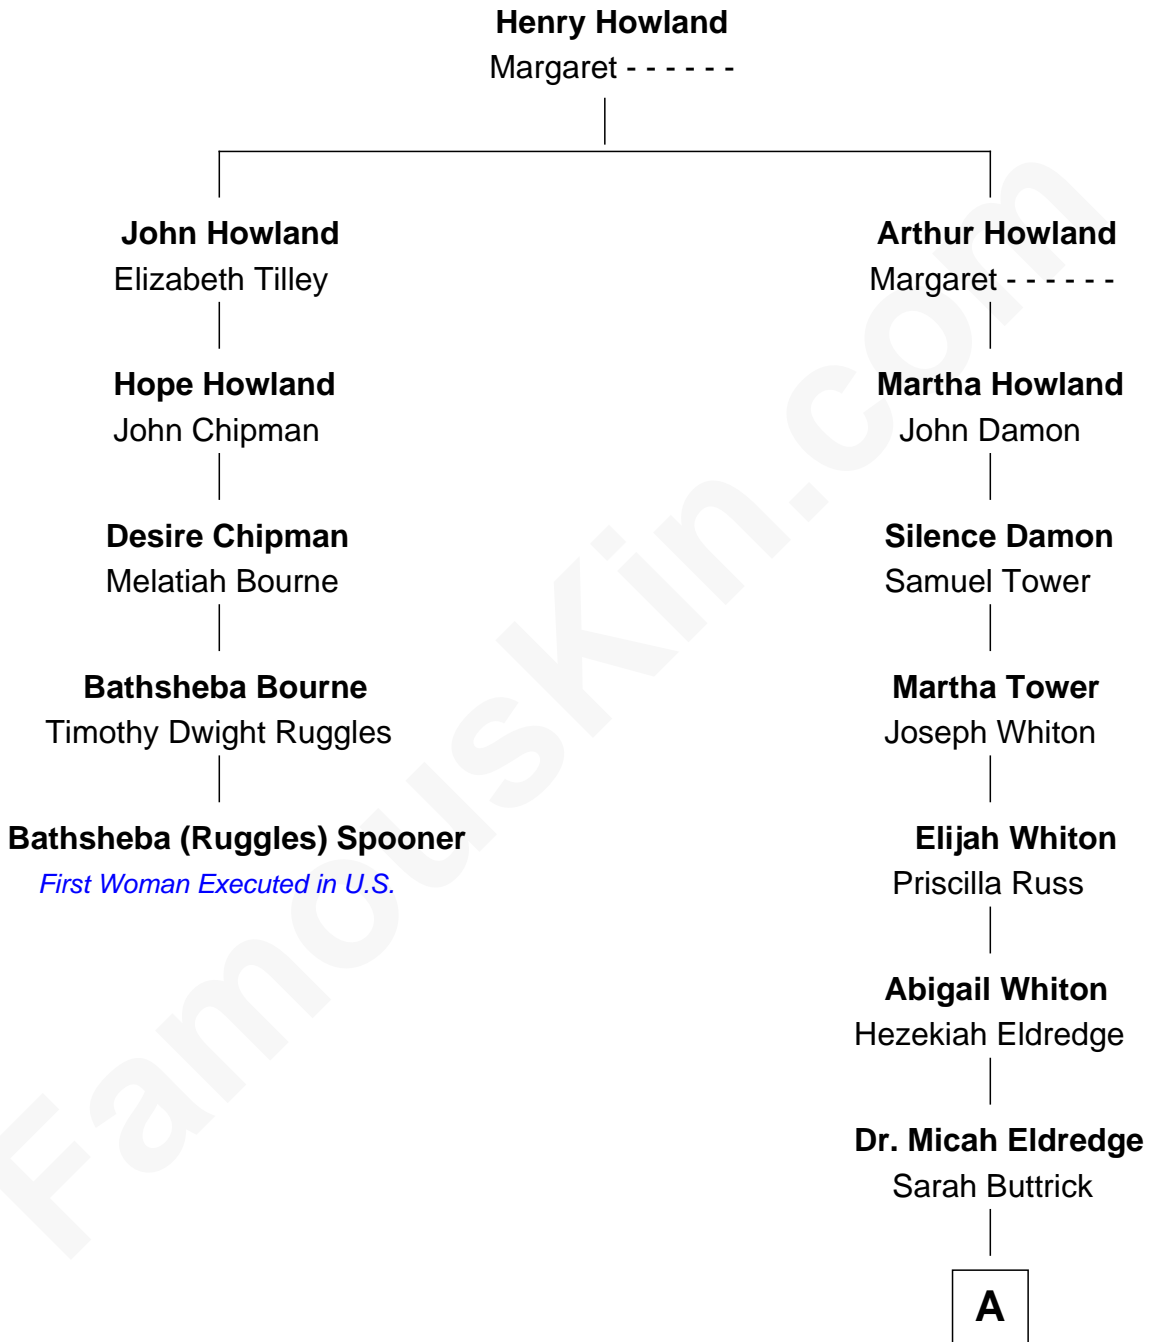 Henry Howland
Margaret - - - - - -
John Howland
Elizabeth Tilley
Hope Howland
John Chipman
Desire Chipman
Melatiah Bourne
Bathsheba Bourne
Timothy Dwight Ruggles
Bathsheba (Ruggles) Spooner
First Woman Executed in U.S.
Arthur Howland
Margaret - - - - - -
Martha Howland
John Damon
Silence Damon
Samuel Tower
Martha Tower
Joseph Whiton
Elijah Whiton
Priscilla Russ
Abigail Whiton
Hezekiah Eldredge
Dr. Micah Eldredge
Sarah Buttrick
A
FamousKin.com